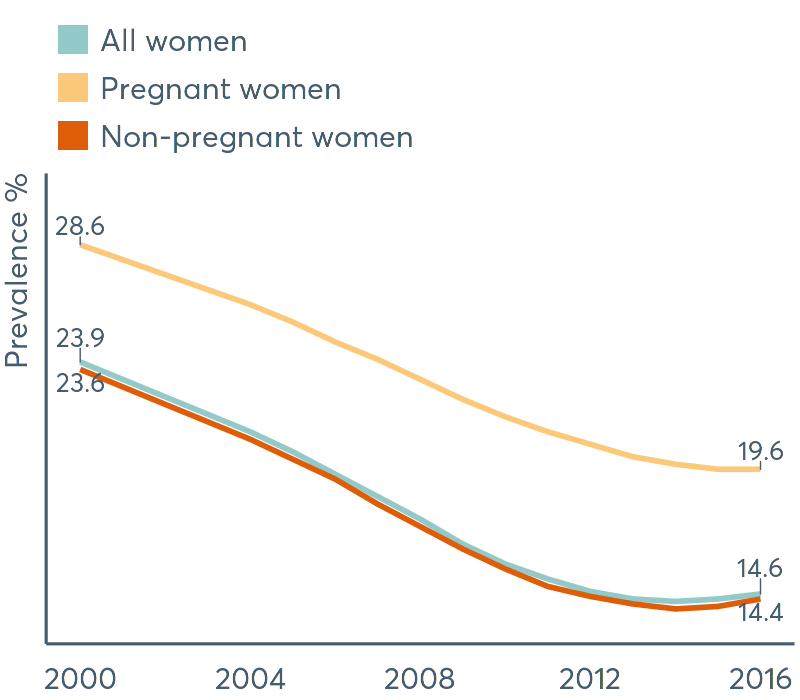 All women
Pregnant women
Non-pregnant women
Prevalence %
28.6
23.9
23.6
19.6
14.6
14.4
2000 2004 2008 2012 2016